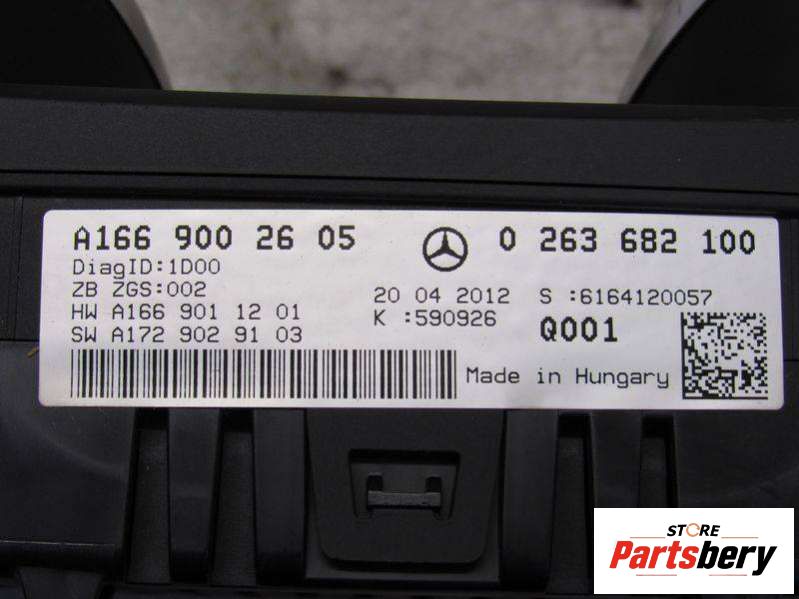 A166 900 26 05 0 263 682 100
DiagID:1D00
ZB ZGS:002 20 04 2012 S :6164120057
HW A166 901 12 01 K :590926 Q001
SW A172 902 91 03
Made in Hungary
STORE
Partsbery